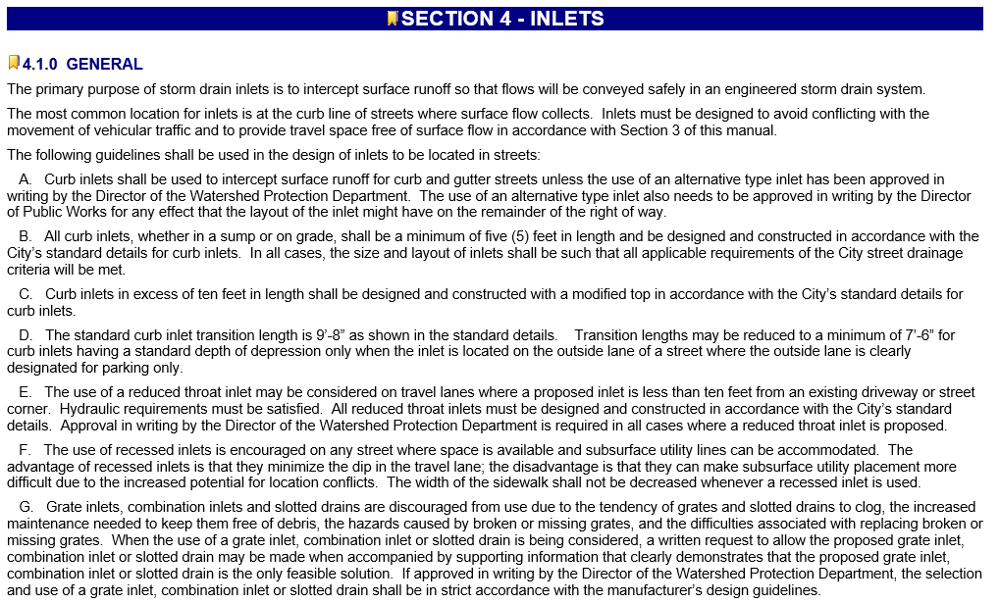 SECTION 4 - INLETS
4.1.0 GENERAL
The primary purpose of storm drain inlets is to intercept surface runoff so that flows will be conveyed safely in an engineered storm drain system.
The most common location for inlets is at the curb line of streets where surface flow collects. Inlets must be designed to avoid conflicting with the
movement of vehicular traffic and to provide travel space free of surface flow in accordance with Section 3 of this manual.
The following guidelines shall be used in the design of inlets to be located in streets:
A. Curb inlets shall be used to intercept surface runoff for curb and gutter streets unless the use of an alternative type inlet has been approved in
writing by the Director of the Watershed Protection Department. The use of an alternative type inlet also needs to be approved in writing by the Director
of Public Works for any effect that the layout of the inlet might have on the remainder of the right of way.
B. All curb inlets, whether in a sump or on grade, shall be a minimum of five (5) feet in length and be designed and constructed in accordance with the
City’s standard details for curb inlets. In all cases, the size and layout of inlets shall be such that all applicable requirements of the City street drainage
criteria will be met.
C. Curb inlets in excess of ten feet in length shall be designed and constructed with a modified top in accordance with the City’s standard details for
curb inlets.
D. The standard curb inlet transition length is 9’-8” as shown in the standard details. Transition lengths may be reduced to a minimum of 7’-6” for
curb inlets having a standard depth of depression only when the inlet is located on the outside lane of a street where the outside lane is clearly
designated for parking only.
E. The use of a reduced throat inlet may be considered on travel lanes where a proposed inlet is less than ten feet from an existing driveway or street
corner. Hydraulic requirements must be satisfied. All reduced throat inlets must be designed and constructed in accordance with the City’s standard
details. Approval in writing by the Director of the Watershed Protection Department is required in all cases where a reduced throat inlet is proposed.
F. The use of recessed inlets is encouraged on any street where space is available and subsurface utility lines can be accommodated. The
advantage of recessed inlets is that they minimize the dip in the travel lane; the disadvantage is that they can make subsurface utility placement more
difficult due to the increased potential for location conflicts. The width of the sidewalk shall not be decreased whenever a recessed inlet is used.
G. Grate inlets, combination inlets and slotted drains are discouraged from use due to the tendency of grates and slotted drains to clog, the increased
maintenance needed to keep them free of debris, the hazards caused by broken or missing grates, and the difficulties associated with replacing broken or
missing grates. When the use of a grate inlet, combination inlet or slotted drain is being considered, a written request to allow the proposed grate inlet,
combination inlet or slotted drain may be made when accompanied by supporting information that clearly demonstrates that the proposed grate inlet,
combination inlet or slotted drain is the only feasible solution. If approved in writing by the Director of the Watershed Protection Department, the selection
and use of a grate inlet, combination inlet or slotted drain shall be in strict accordance with the manufacturer’s design guidelines.